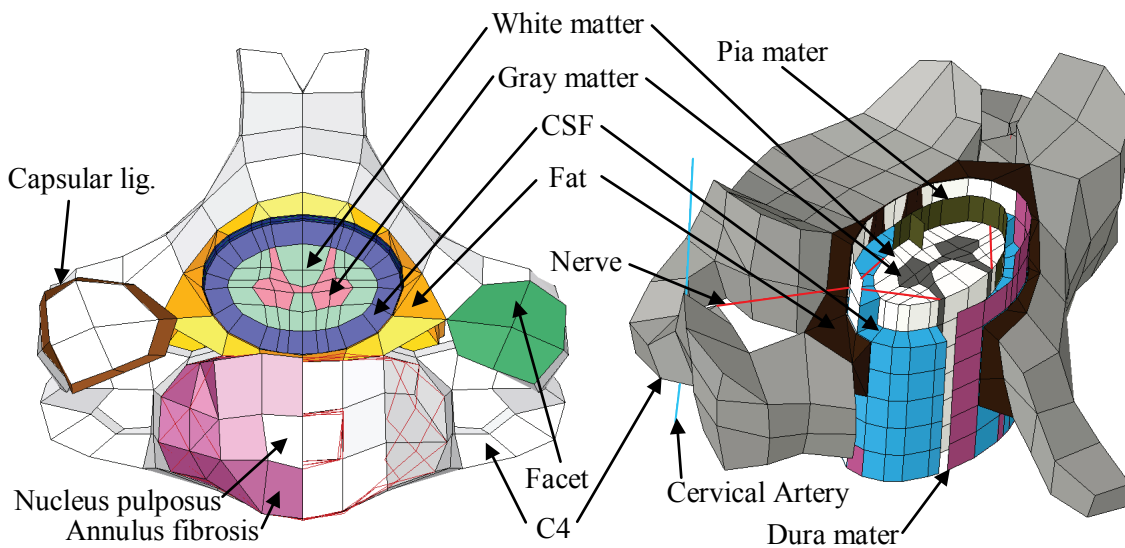 White matter
Pia mater
Gray matter
CSF
Capsular lig.
Fat
Nerve
Facet
Cervical Artery
Nucleus pulposus
Annulus fibrosis
C4
Dura mater